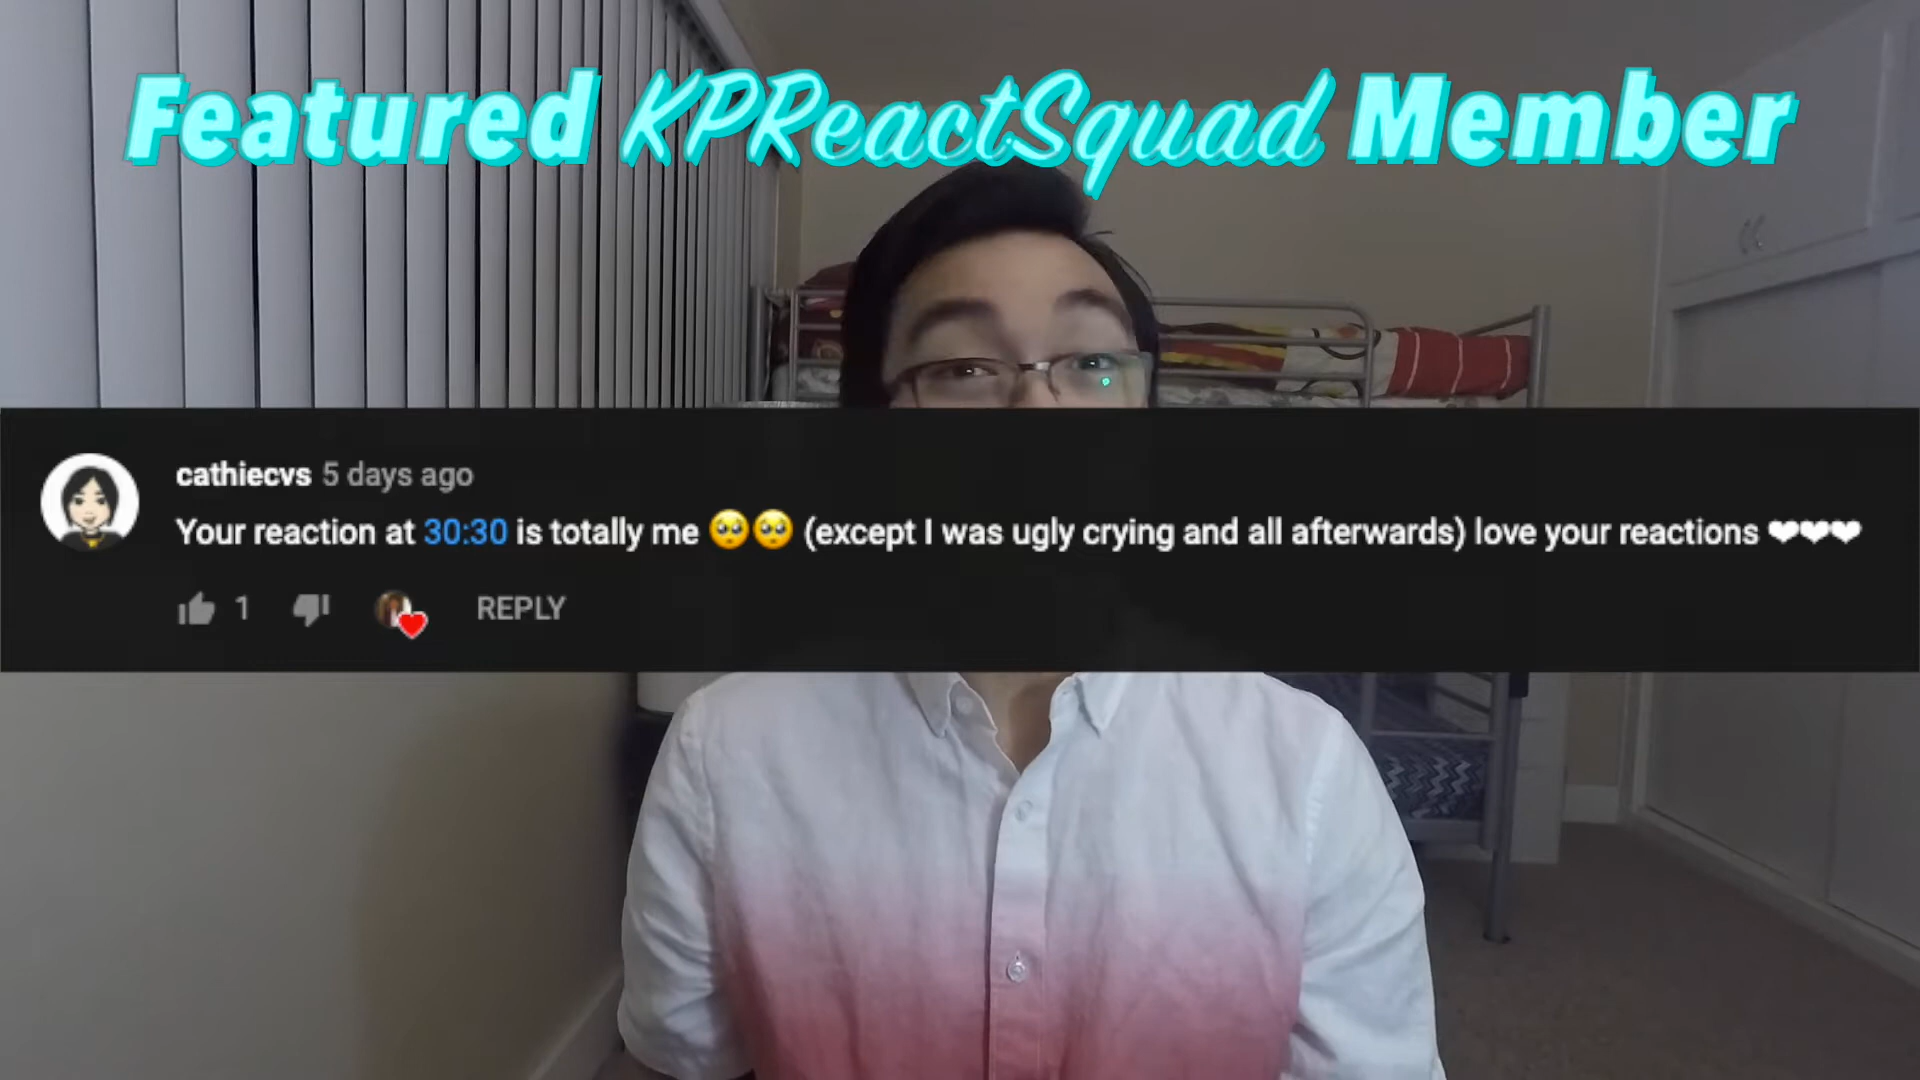 Featured KPReactSquad Member
cathiecvs 5 days ago
Your reaction at 30:30 is totally me 🥺🥺 (except I was ugly crying and all afterwards) love your reactions ❤❤❤
1 REPLY